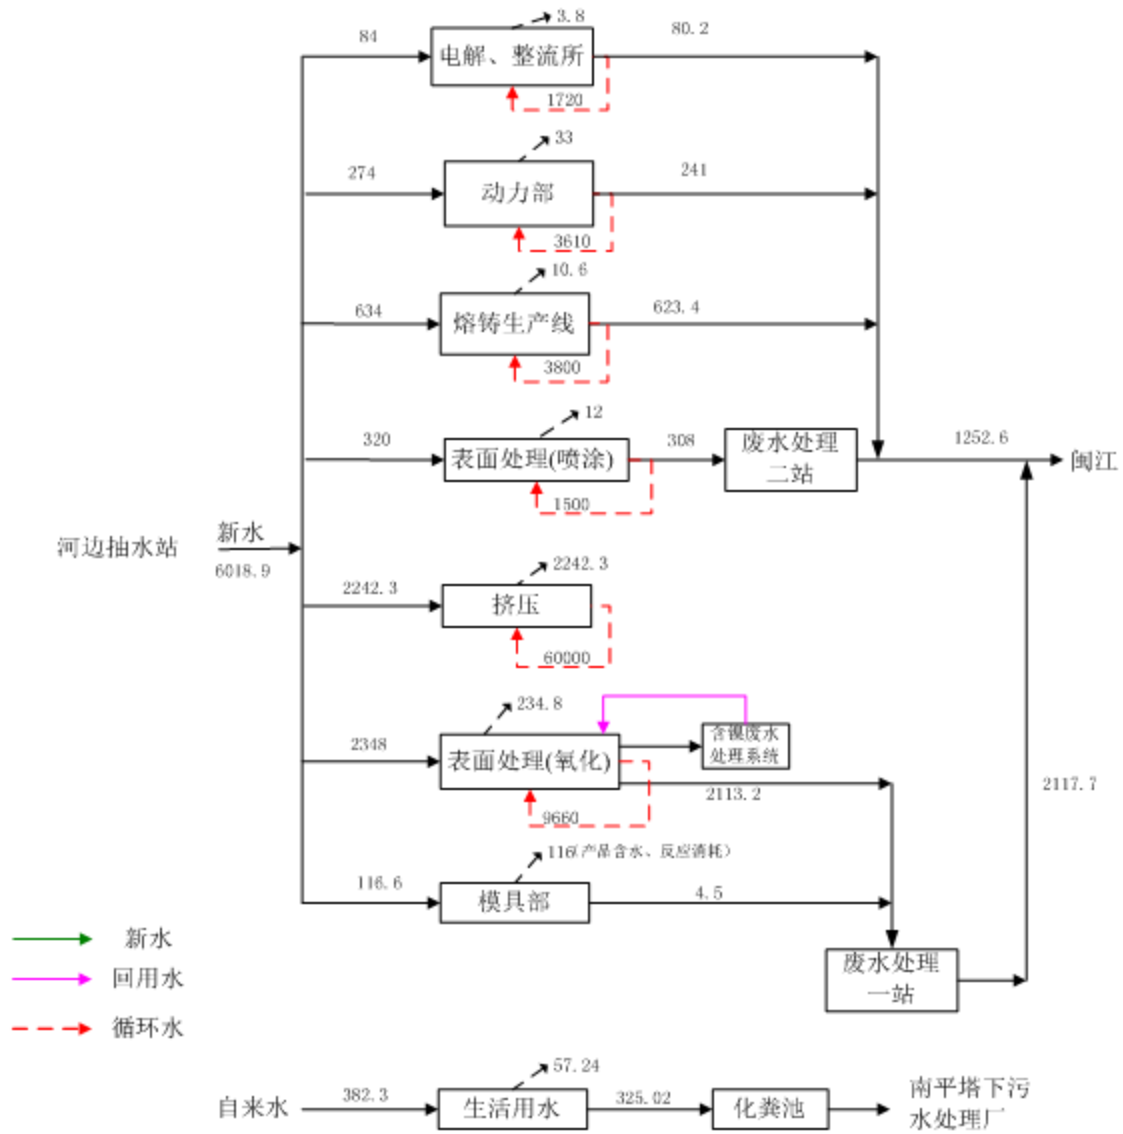 3.8
84
80.2
电解、整流所
1720
33
274
241
动力部
3610
10.6
634
623.4
熔铸生产线
3800
12
320
308
表面处理(喷涂)
废水处理
二站
1252.6
闽江
1500
河边抽水站
新水
6018.9
2242.3
2242.3
挤压
60000
234.8
2348
表面处理(氧化)
含镍废水
处理系统
2113.2
9660
2117.7
116(产品含水、反应消耗)
116.6
模具部
4.5
新水
回用水
循环水
废水处理
一站
57.24
自来水
382.3
生活用水
325.02
化粪池
南平塔下污
水处理厂